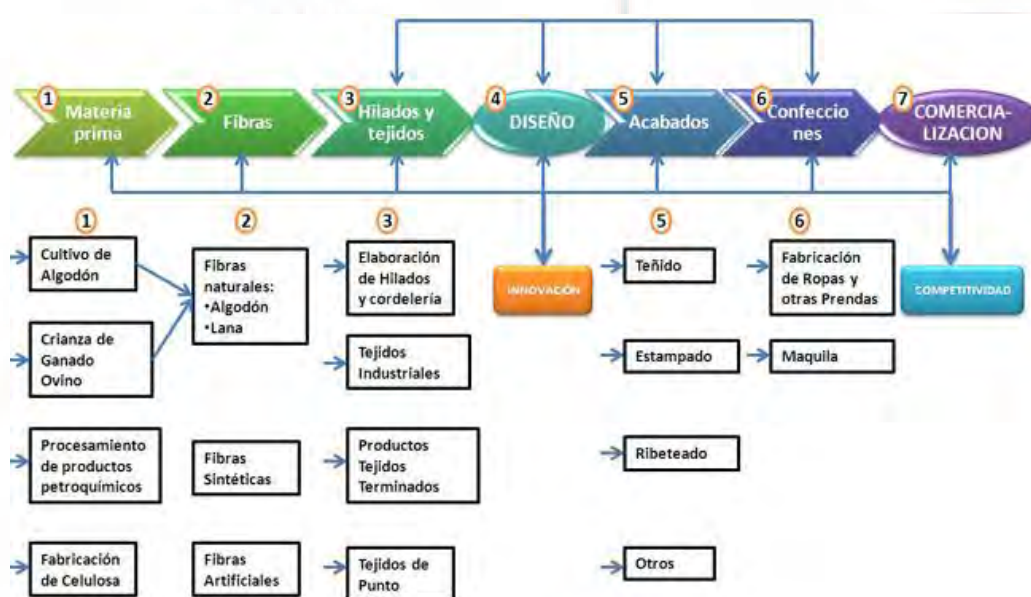 1
Materia
prima
2
Fibras
3
Hilados y
tejidos
4
DISEÑO
5
Acabados
6
Confeccio
nes
7
COMERCIA-
LIZACION
1
2
3
5
6
Cultivo de
Algodón
Crianza de
Ganado
Ovino
Procesamiento
de productos
petroquímicos
Fabricación
de Celulosa
Fibras
naturales:
•Algodón
•Lana
Fibras
Sintéticas
Fibras
Artificiales
Elaboración
de Hilados
y cordelería
Tejidos
Industriales
Productos
Tejidos
Terminados
Tejidos de
Punto
INNOVACIÓN
Teñido
Estampado
Ribeteado
Otros
Fabricación
de Ropas y
otras Prendas
Maquila
COMPETITIVIDAD